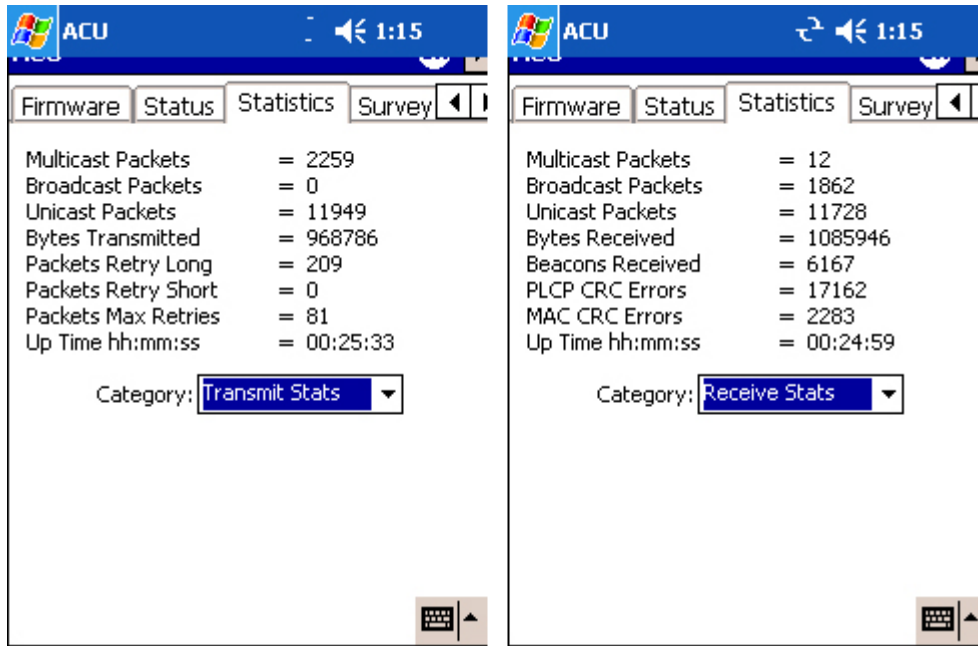 ACU 1:15
Firmware Status Statistics Survey
Multicast Packets = 2259
Broadcast Packets = 0
Unicast Packets = 11949
Bytes Transmitted = 968786
Packets Retry Long = 209
Packets Retry Short = 0
Packets Max Retries = 81
Up Time hh:mm:ss = 00:25:33
Category: Transmit Stats
ACU 1:15
Firmware Status Statistics Survey
Multicast Packets = 12
Broadcast Packets = 1862
Unicast Packets = 11728
Bytes Received = 1085946
Beacons Received = 6167
PLCP CRC Errors = 17162
MAC CRC Errors = 2283
Up Time hh:mm:ss = 00:24:59
Category: Receive Stats